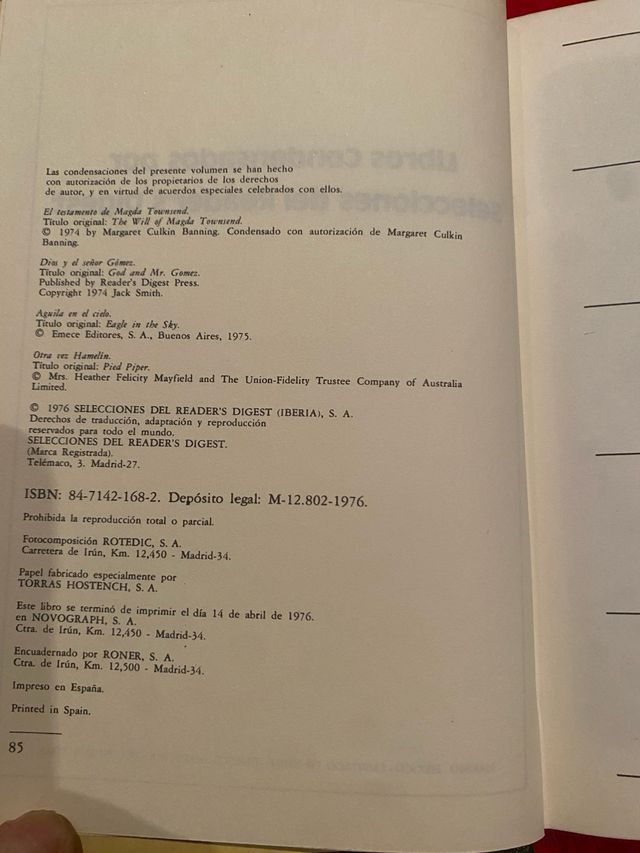 Las condensaciones del presente volumen se han hecho
con autorización de los propietarios de los derechos
de autor, y en virtud de acuerdos especiales celebrados con ellos.
El testamento de Magda Townsend.
Título original: The Will of Magda Townsend.
© 1974 by Margaret Culkin Banning. Condensado con autorización de Margaret Culkin
Banning.
Dios y el señor Gómez.
Título original: God and Mr. Gomez.
Published by Reader's Digest Press.
Copyright 1974 Jack Smith.
Aguila en el cielo.
Título original: Eagle in the Sky.
© Emece Editores, S. A., Buenos Aires, 1975.
Otra vez Hamelin.
Título original: Pied Piper.
© Mrs. Heather Felicity Mayfield and The Union-Fidelity Trustee Company of Australia
Limited.
© 1976 SELECCIONES DEL READER'S DIGEST (IBERIA), S. A.
Derechos de traducción, adaptación y reproducción
reservados para todo el mundo.
SELECCIONES DEL READER'S DIGEST.
(Marca Registrada).
Telémaco, 3. Madrid-27.
ISBN: 84-7142-168-2. Depósito legal: M-12.802-1976.
Prohibida la reproducción total o parcial.
Fotocomposición ROTEDIC, S. A.
Carretera de Irún, Km. 12,450 - Madrid-34.
Papel fabricado especialmente por
TORRAS HOSTENCH, S. A.
Este libro se terminó de imprimir el día 14 de abril de 1976.
en NOVOGRAPH, S. A.
Ctra. de Irún, Km. 12,450 - Madrid-34.
Encuadernado por RONER, S. A.
Ctra. de Irún, Km. 12,500 - Madrid-34.
Impreso en España.
Printed in Spain.
85